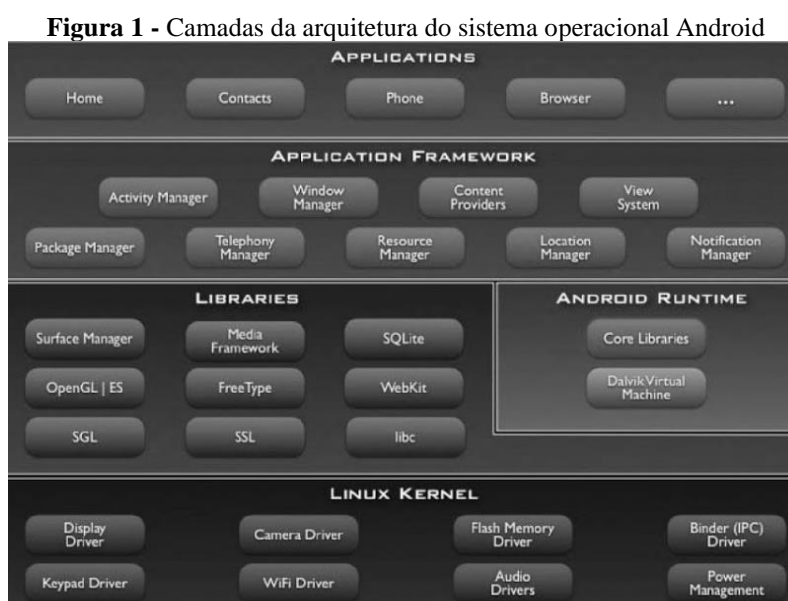 Figura 1 - Camadas da arquitetura do sistema operacional Android
APPLICATIONS
Home Contacts Phone Browser ...
APPLICATION FRAMEWORK
Activity Manager Window Manager Content Providers View System
Package Manager Telephony Manager Resource Manager Location Manager Notification Manager
LIBRARIES
Surface Manager Media Framework SQLite
OpenGL | ES FreeType WebKit
SGL SSL libc
ANDROID RUNTIME
Core Libraries
Dalvik Virtual Machine
LINUX KERNEL
Display Driver Camera Driver Flash Memory Driver Binder (IPC) Driver
Keypad Driver WiFi Driver Audio Drivers Power Management